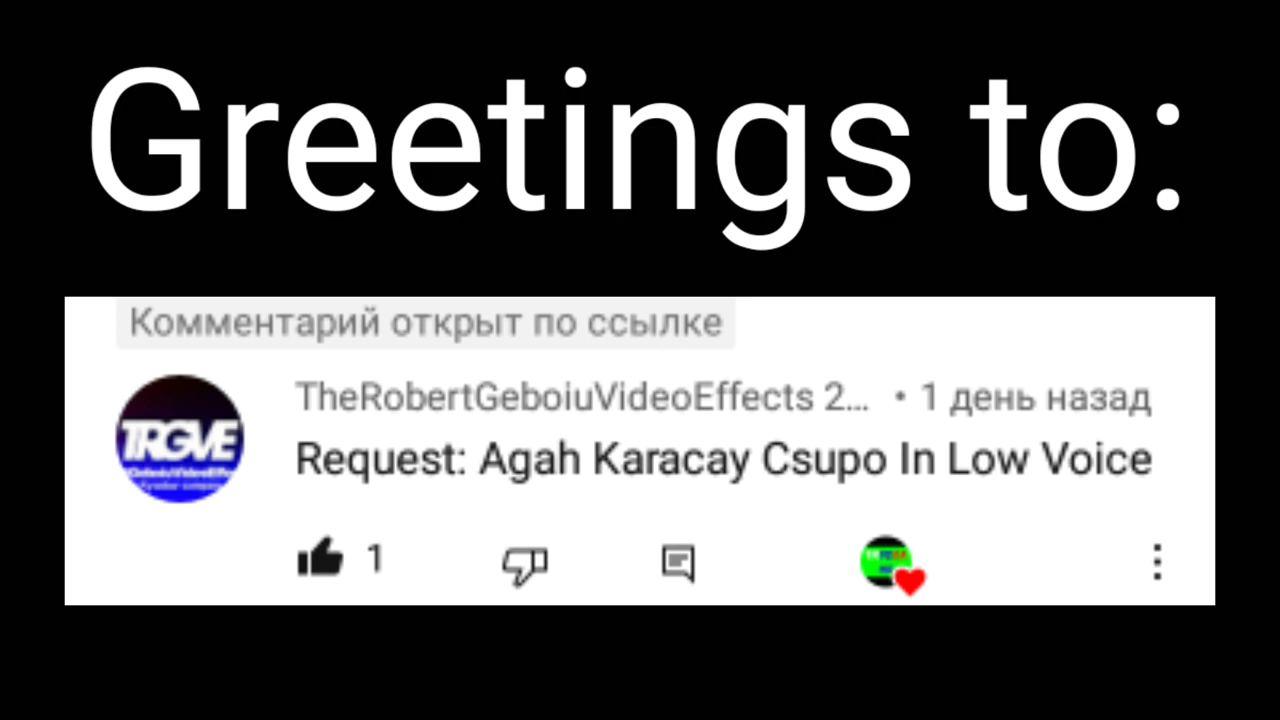 Greetings to:
Комментарий открыт по ссылке
TheRobertGeboiuVideoEffects 2... • 1 день назад
TRGVE
Request: Agah Karacay Csupo In Low Voice
1